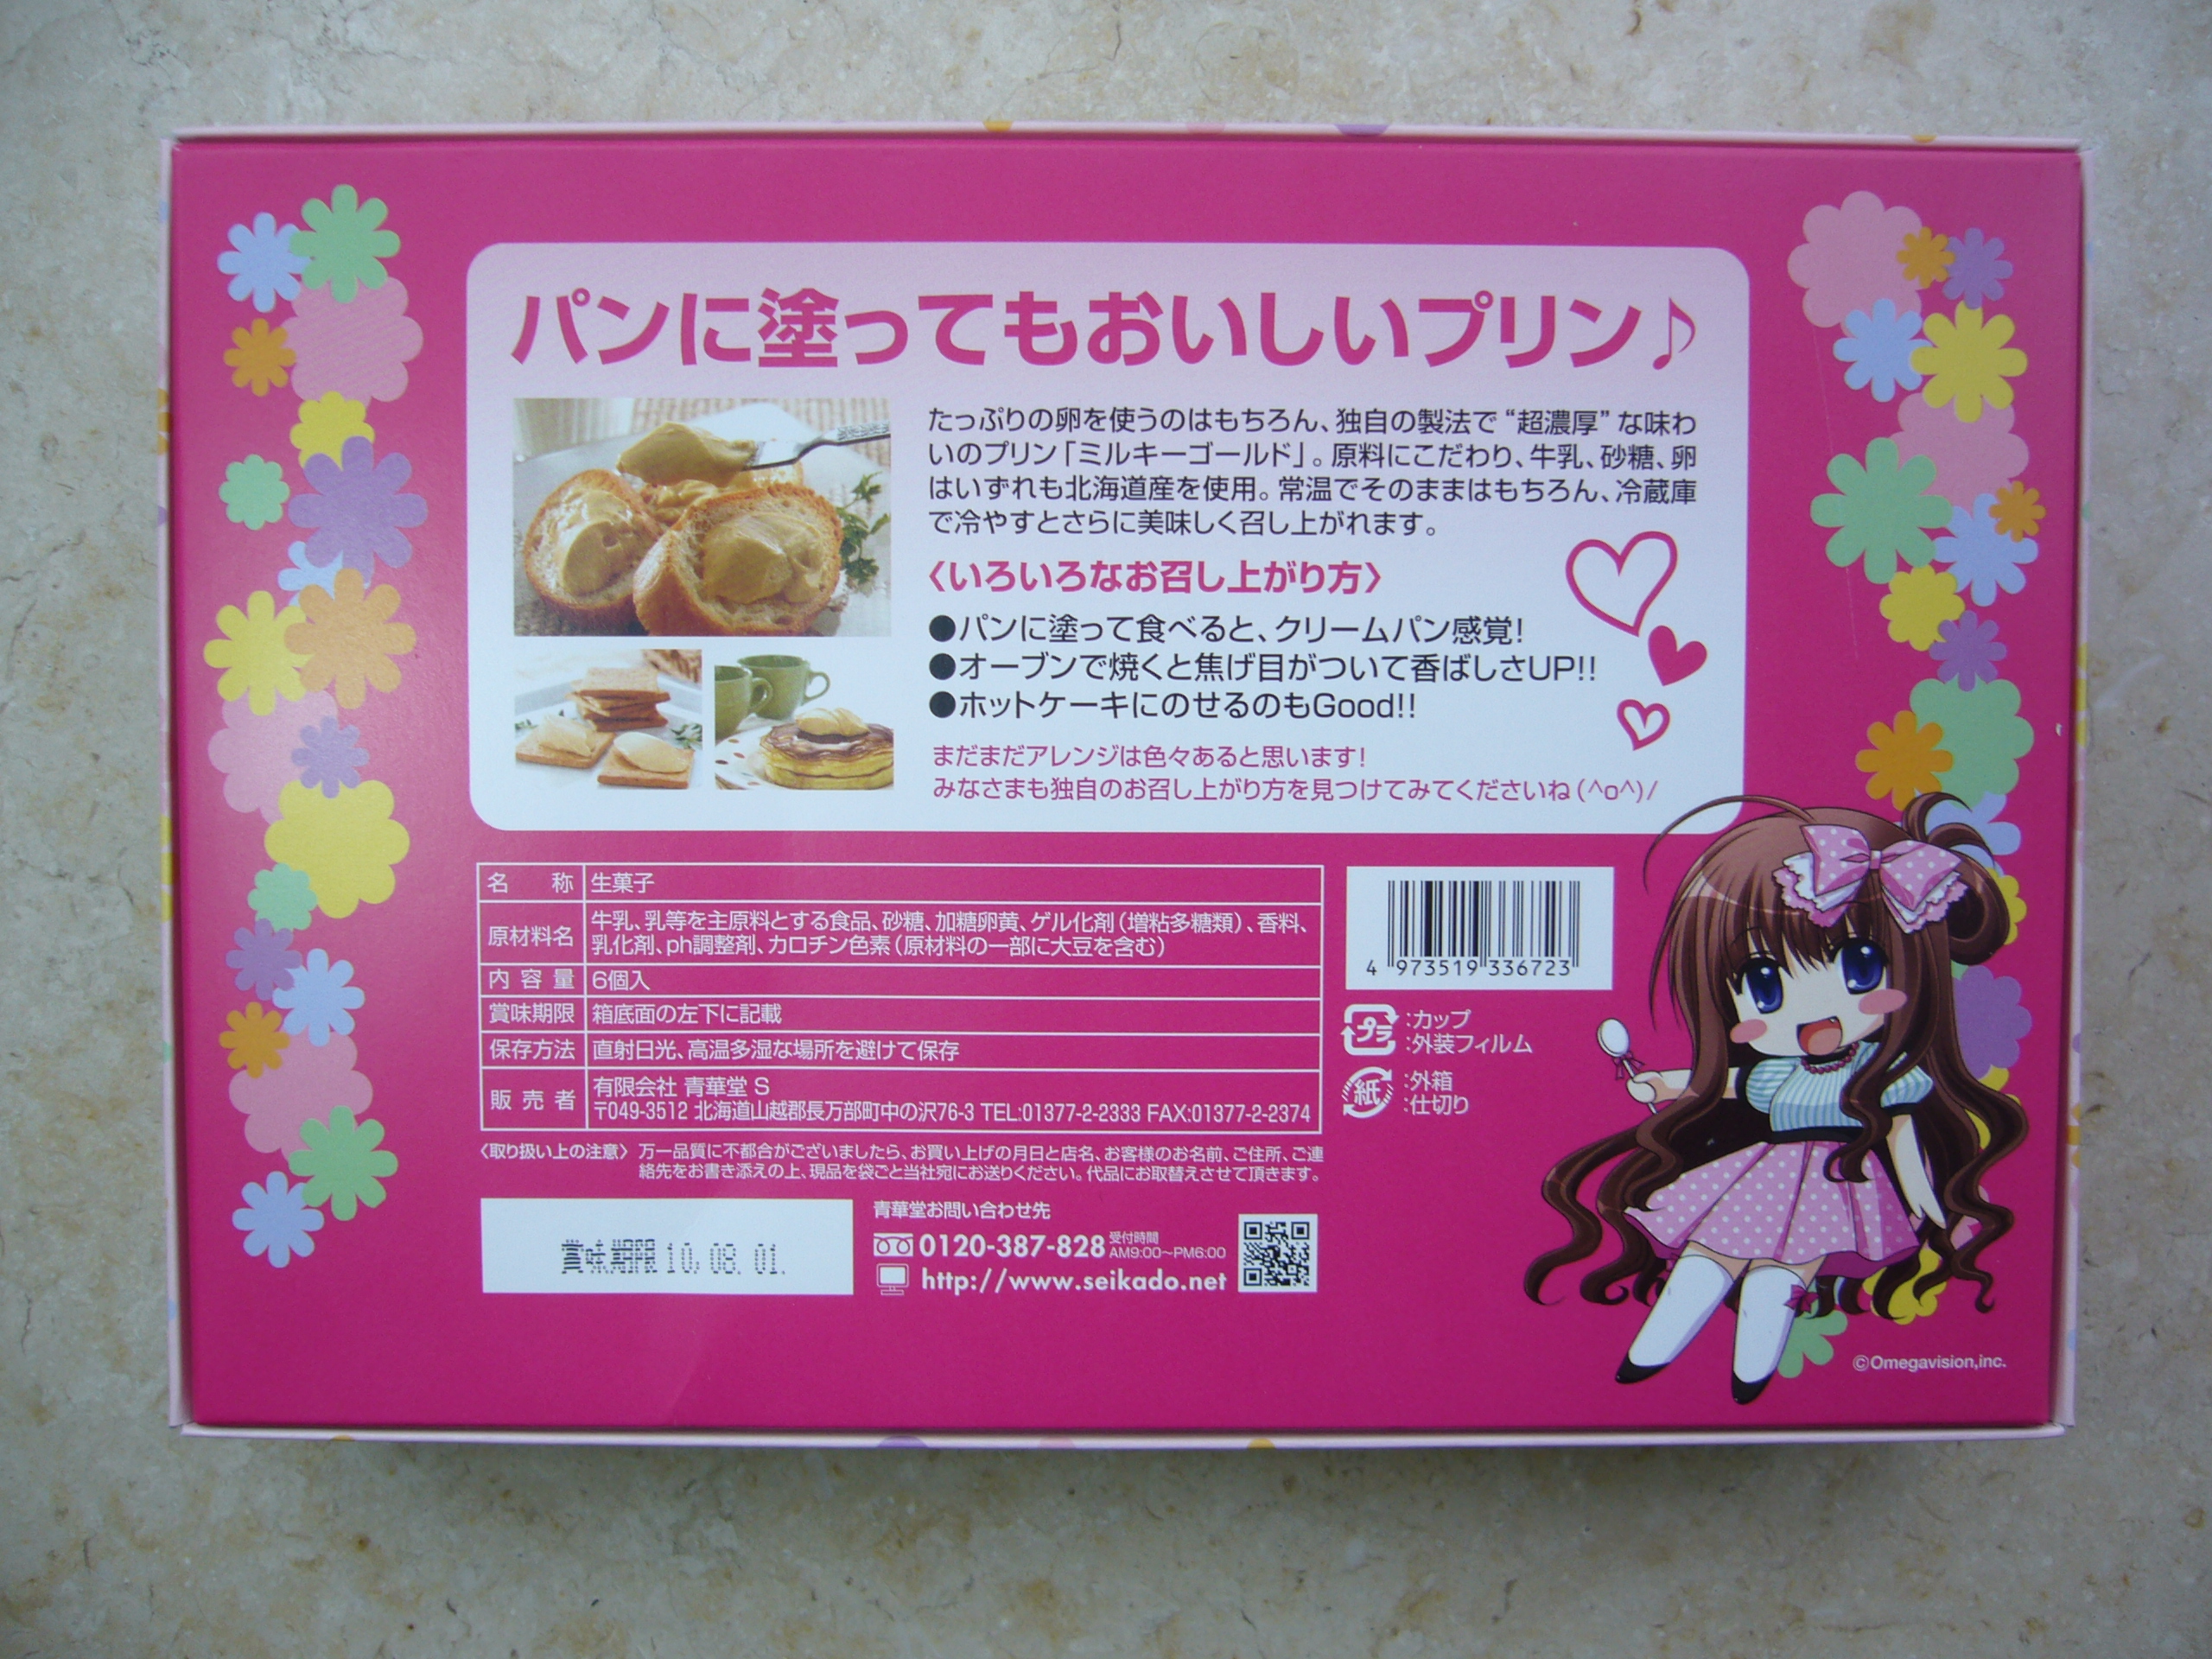 パンに塗ってもおいしいプリン♪
たっぷりの卵を使うのはもちろん、独自の製法で“超濃厚”な味わ
いのプリン「ミルキーゴールド」。原料にこだわり、牛乳、砂糖、卵
はいずれも北海道産を使用。常温でそのままはもちろん、冷蔵庫
で冷やすとさらに美味しく召し上がれます。
〈いろいろなお召し上がり方〉
●パンに塗って食べると、クリームパン感覚!
●オーブンで焼くと焦げ目がついて香ばしさUP!!
●ホットケーキにのせるのもGood!!
まだまだアレンジは色々あると思います!
みなさまも独自のお召し上がり方を見つけてみてくださいね(^o^)/
名称 生菓子
原材料名 牛乳、乳等を主原料とする食品、砂糖、加糖卵黄、ゲル化剤(増粘多糖類)、香料、
乳化剤、ph調整剤、カロチン色素(原材料の一部に大豆を含む)
内容量 6個入
賞味期限 箱底面の左下に記載
保存方法 直射日光、高温多湿な場所を避けて保存
販売者 有限会社 青華堂 S
〒049-3512 北海道山越郡長万部町中の沢76-3 TEL:01377-2-2333 FAX:01377-2-2374
〈取り扱い上の注意〉 万一品質に不都合がございましたら、お買い上げの月日と店名、お客様のお名前、ご住所、ご連
絡先をお書き添えの上、現品を袋ごと当社宛にお送りください。代品にお取替えさせて頂きます。
賞味期限 10. 08. 01.
青華堂お問い合わせ先
0120-387-828 受付時間
AM9:00〜PM6:00
http://www.seikado.net
4 973519 336723
プラ :カップ
:外装フィルム
紙 :外箱
:仕切り
©Omegavision,inc.